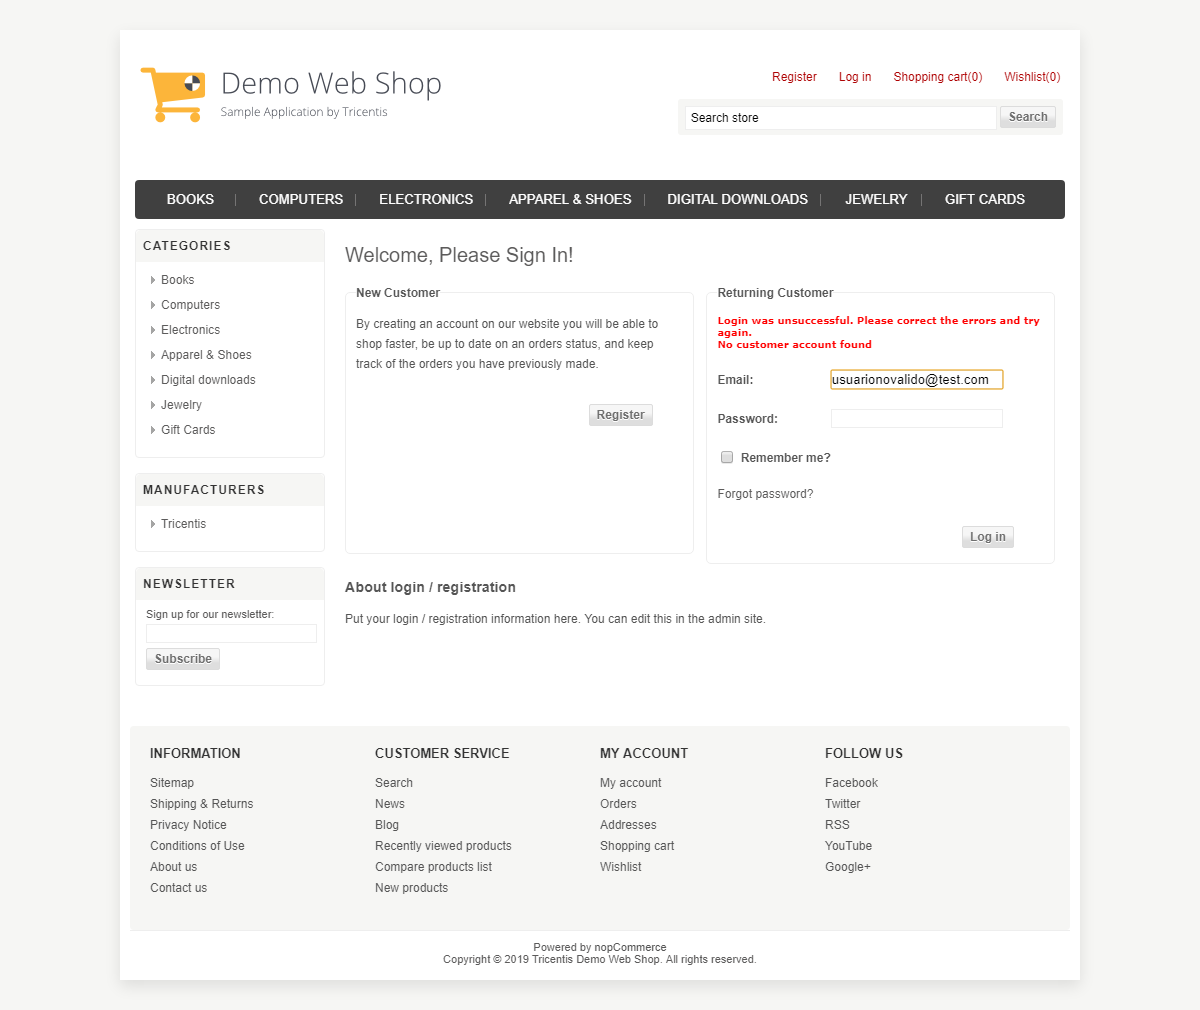 Demo Web Shop
Sample Application by Tricentis
Register Log in Shopping cart(0) Wishlist(0)
Search store Search
BOOKS COMPUTERS ELECTRONICS APPAREL & SHOES DIGITAL DOWNLOADS JEWELRY GIFT CARDS
CATEGORIES
Books
Computers
Electronics
Apparel & Shoes
Digital downloads
Jewelry
Gift Cards
MANUFACTURERS
Tricentis
NEWSLETTER
Sign up for our newsletter:
Subscribe
Welcome, Please Sign In!
New Customer
By creating an account on our website you will be able to
shop faster, be up to date on an orders status, and keep
track of the orders you have previously made.
Register
Returning Customer
Login was unsuccessful. Please correct the errors and try
again.
No customer account found
Email: usuarionovalido@test.com
Password:
Remember me?
Forgot password?
Log in
About login / registration
Put your login / registration information here. You can edit this in the admin site.
INFORMATION
Sitemap
Shipping & Returns
Privacy Notice
Conditions of Use
About us
Contact us
CUSTOMER SERVICE
Search
News
Blog
Recently viewed products
Compare products list
New products
MY ACCOUNT
My account
Orders
Addresses
Shopping cart
Wishlist
FOLLOW US
Facebook
Twitter
RSS
YouTube
Google+
Powered by nopCommerce
Copyright © 2019 Tricentis Demo Web Shop. All rights reserved.